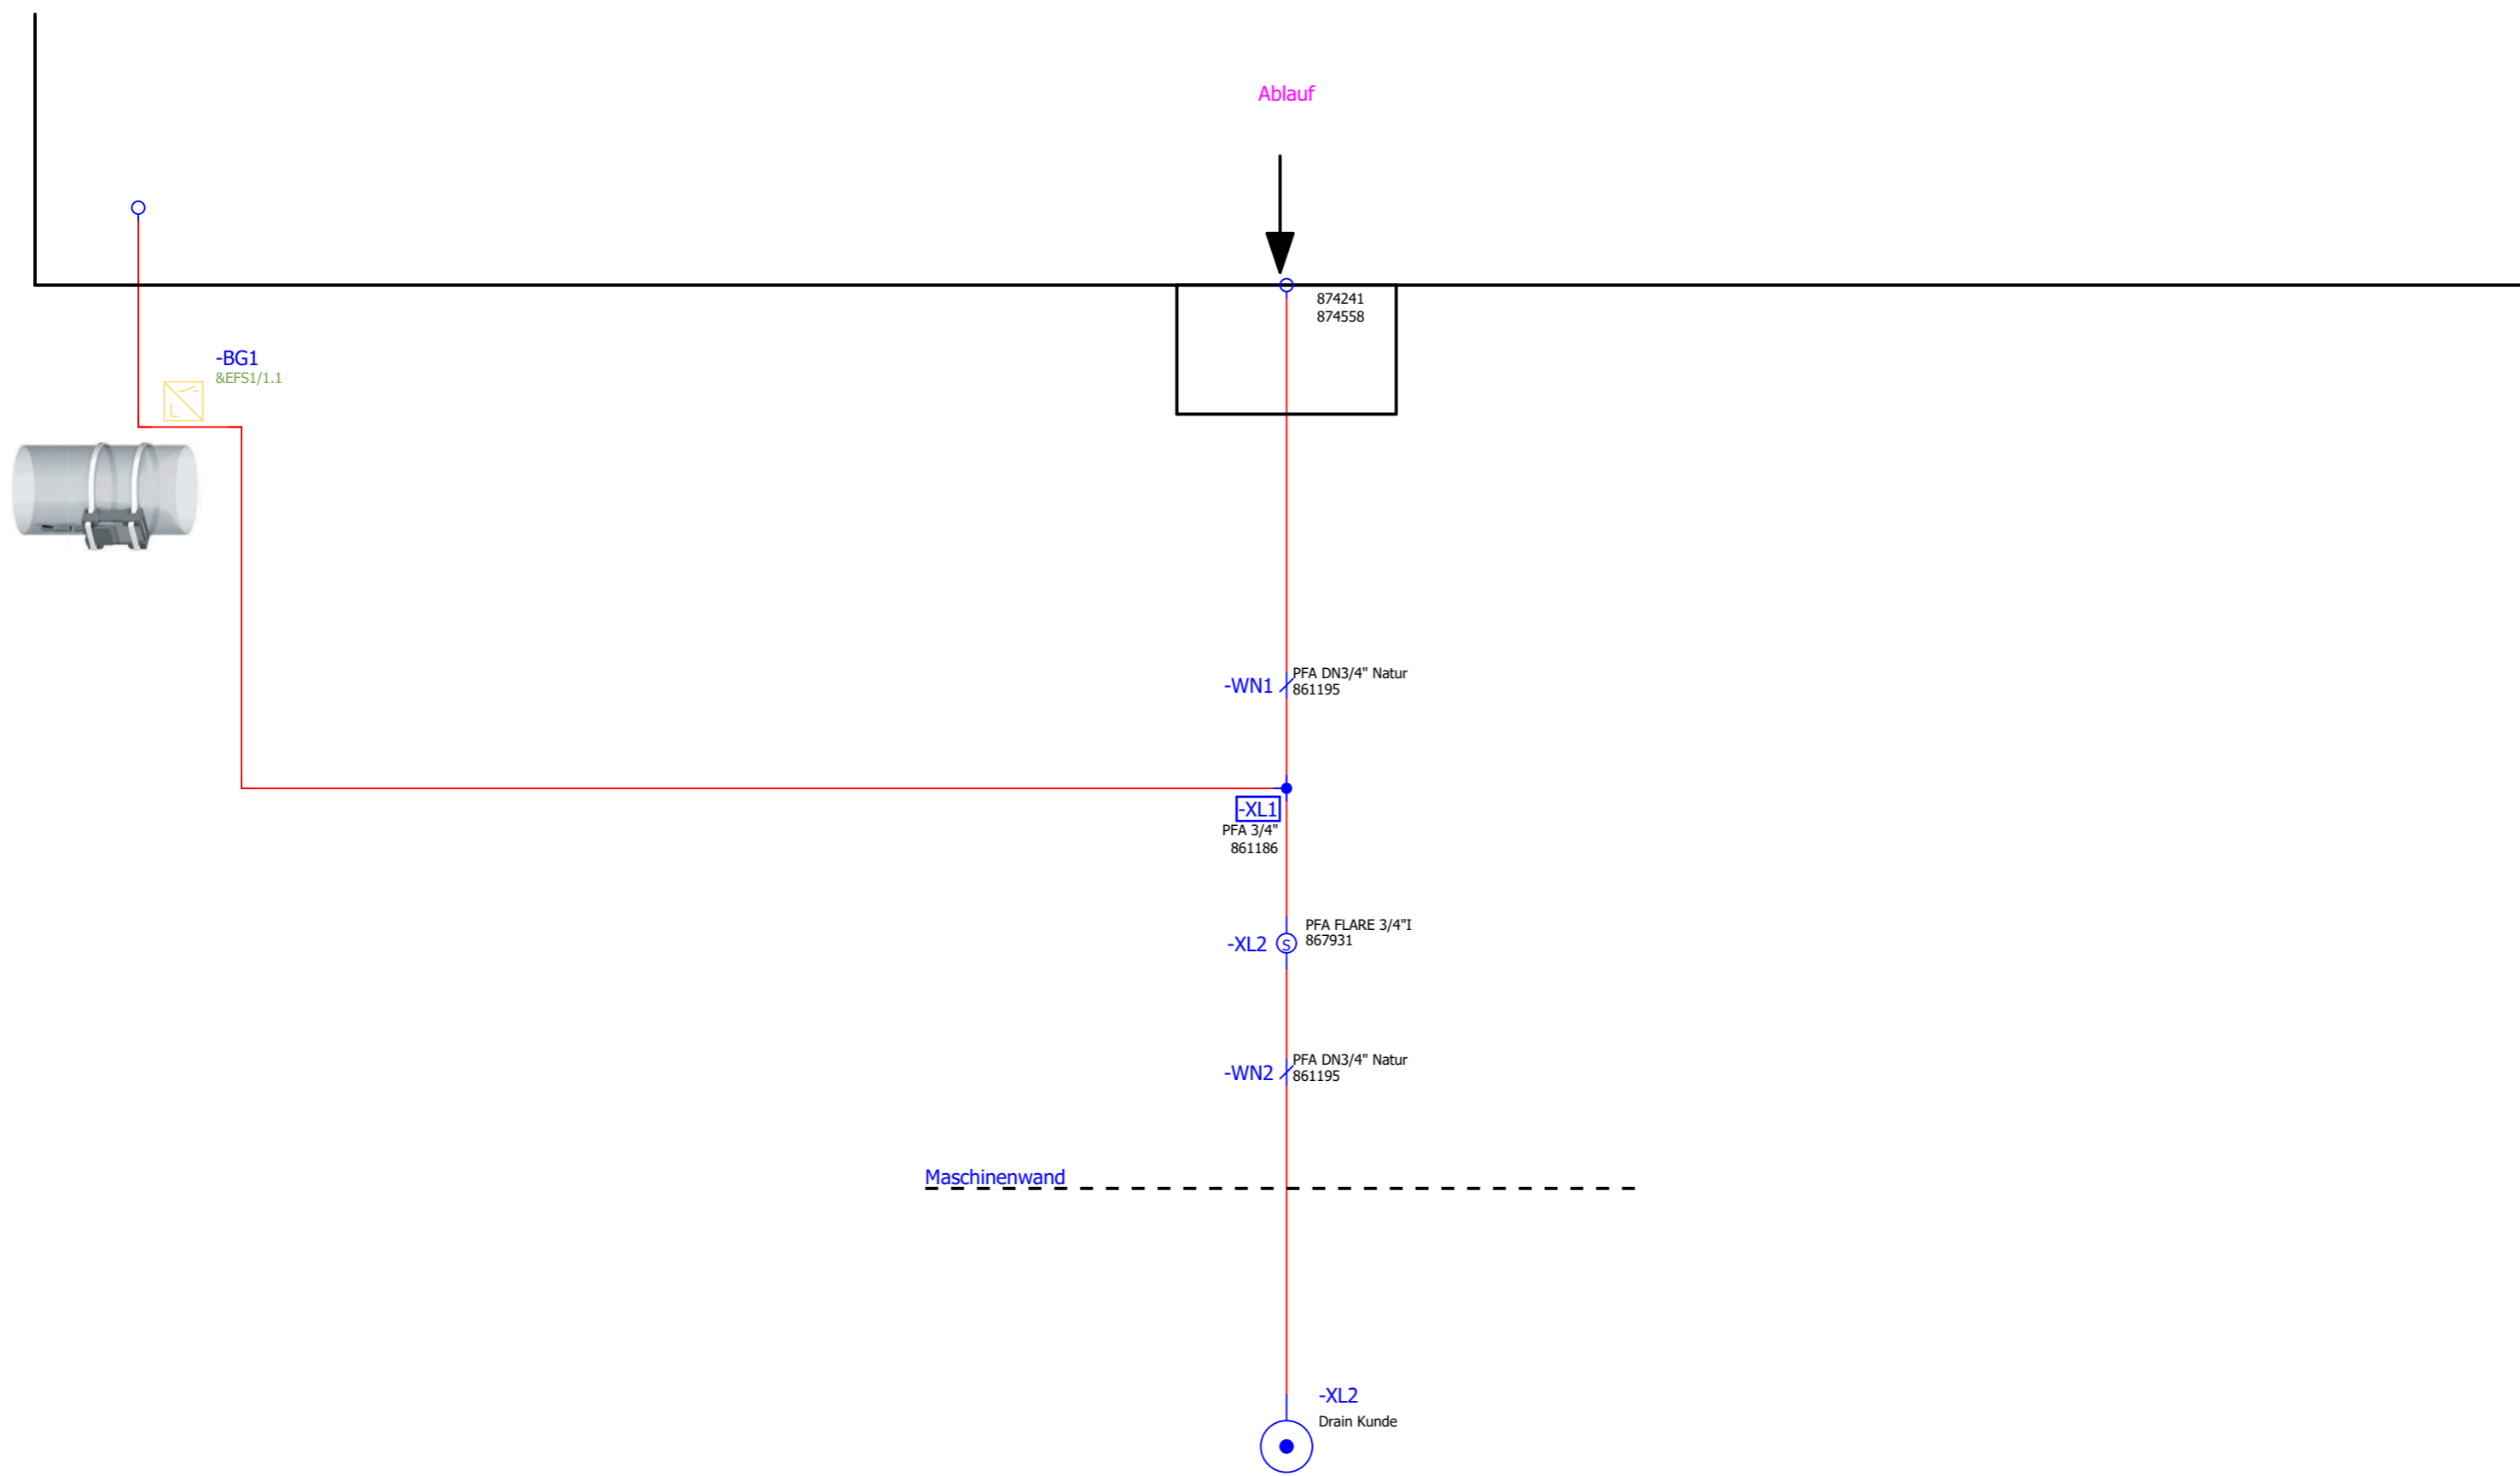 Ablauf
874241
874558
-BG1
&EFS1/1.1
L
-WN1
PFA DN3/4" Natur
861195
-XL1
PFA 3/4"
861186
-XL2
S
PFA FLARE 3/4"I
867931
-WN2
PFA DN3/4" Natur
861195
Maschinenwand
-XL2
Drain Kunde